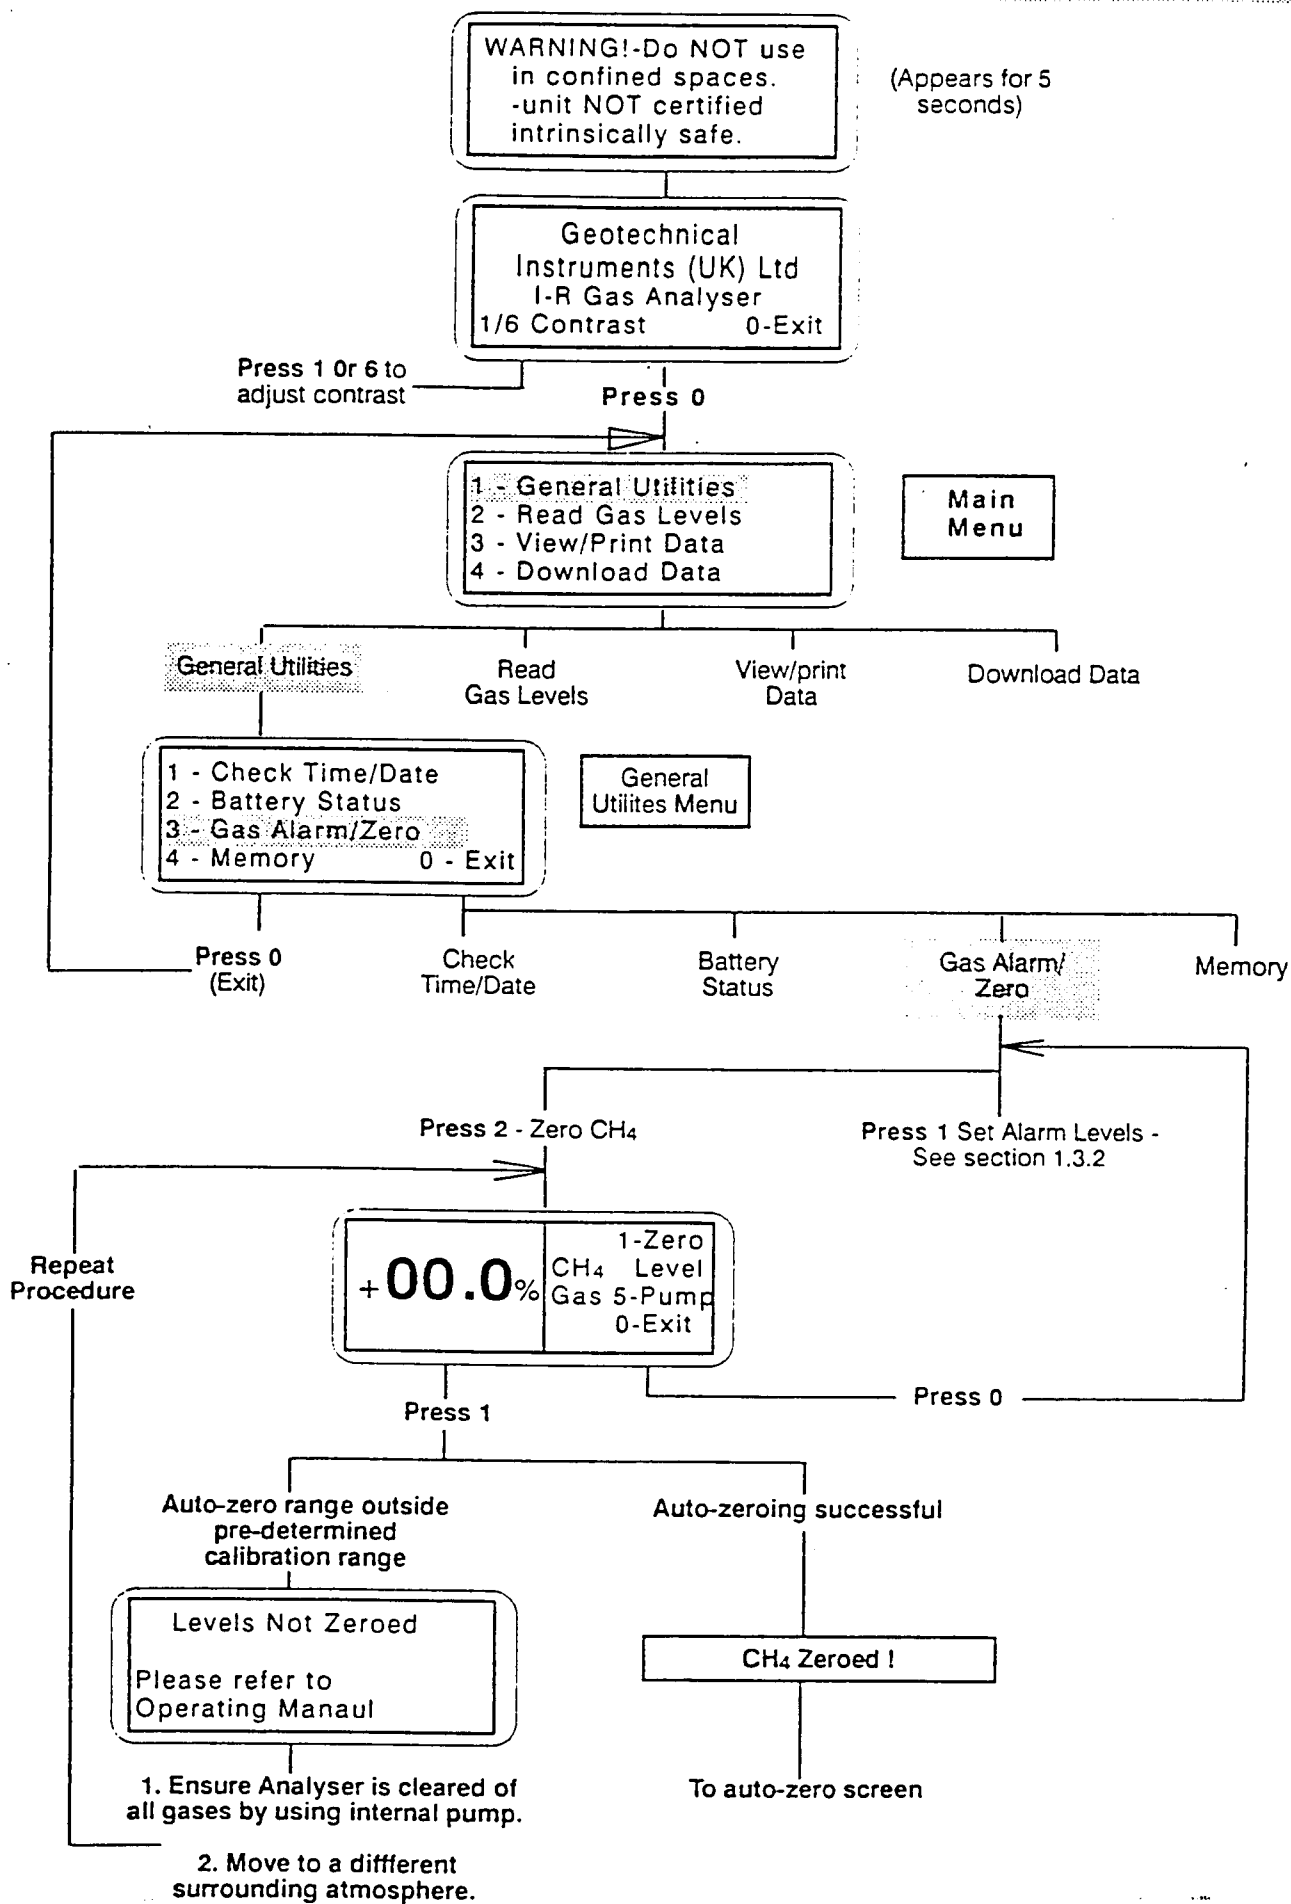 WARNING!-Do NOT use
in confined spaces.
-unit NOT certified
intrinsically safe.
(Appears for 5
seconds)
Geotechnical
Instruments (UK) Ltd
I-R Gas Analyser
1/6 Contrast 0-Exit
Press 1 Or 6 to
adjust contrast
Press 0
1 - General Utilities
2 - Read Gas Levels
3 - View/Print Data
4 - Download Data
Main
Menu
General Utilities
Read
Gas Levels
View/print
Data
Download Data
1 - Check Time/Date
2 - Battery Status
3 - Gas Alarm/Zero
4 - Memory 0 - Exit
General
Utilites Menu
Press 0
(Exit)
Check
Time/Date
Battery
Status
Gas Alarm/
Zero
Memory
Press 2 - Zero CH4
Press 1 Set Alarm Levels -
See section 1.3.2
Repeat
Procedure
+00.0%
1-Zero
CH4 Level
Gas 5-Pump
0-Exit
Press 1
Press 0
Auto-zero range outside
pre-determined
calibration range
Auto-zeroing successful
Levels Not Zeroed
Please refer to
Operating Manaul
CH4 Zeroed !
1. Ensure Analyser is cleared of
all gases by using internal pump.
To auto-zero screen
2. Move to a diffferent
surrounding atmosphere.